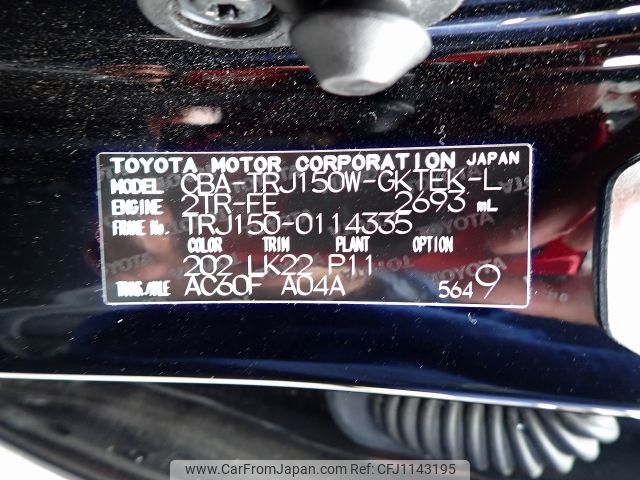 TOYOTA MOTOR CORPORATION JAPAN
MODEL CBA-TRJ150W-GKTEK-L
ENGINE 2TR-FE 2693 mL
FRAME No. TRJ150-0114335
COLOR TRIM PLANT OPTION
202 LK22 P11
TRANS/AXLE AC60F A04A 5649
www.CarFromJapan.com - CFJ1143195